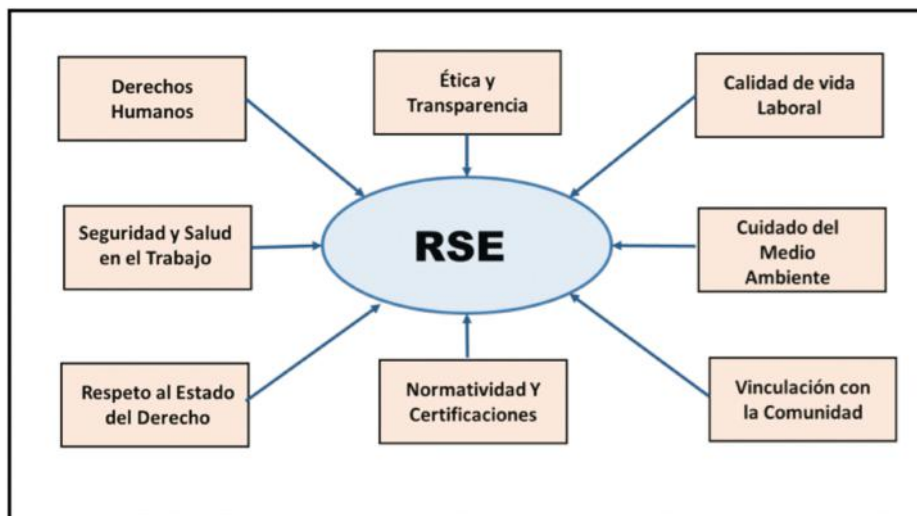 Derechos
Humanos
Ética y
Transparencia
Calidad de vida
Laboral
Seguridad y Salud
en el Trabajo
RSE
Cuidado del
Medio
Ambiente
Respeto al Estado
del Derecho
Normatividad Y
Certificaciones
Vinculación con
la Comunidad